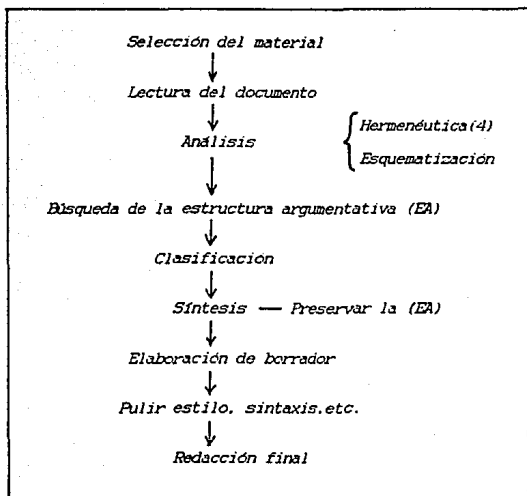 Selección del material
Lectura del documento
Análisis
Hermenéutica(4)
Esquematización
Búsqueda de la estructura argumentativa (EA)
Clasificación
Síntesis — Preservar la (EA)
Elaboración de borrador
Pulir estilo, sintaxis.etc.
Redacción final